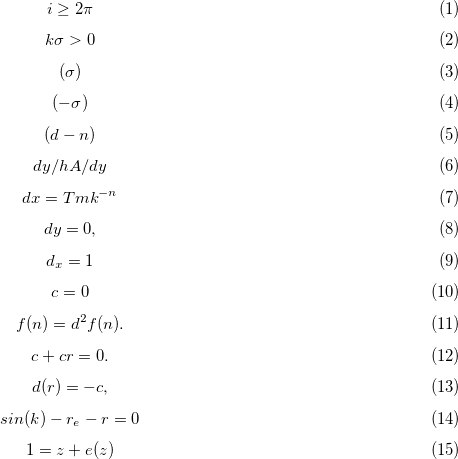 i ≥ 2π (1)
kσ > 0 (2)
(σ) (3)
(−σ) (4)
(d − n) (5)
dy/hA/dy (6)
dx = Tmk^{−n} (7)
dy = 0, (8)
d_x = 1 (9)
c = 0 (10)
f(n) = d²f(n). (11)
c + cr = 0. (12)
d(r) = −c, (13)
sin(k) − r_e − r = 0 (14)
1 = z + e(z) (15)